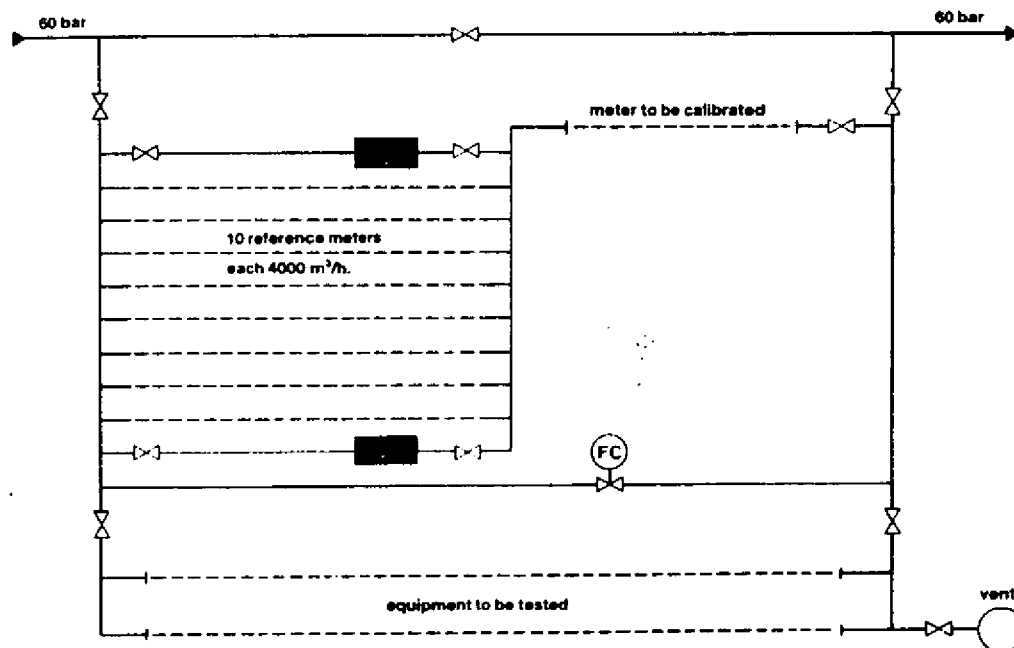 60 bar
60 bar
meter to be calibrated
10 reference meters
each 4000 m³/h.
FC
equipment to be tested
vent